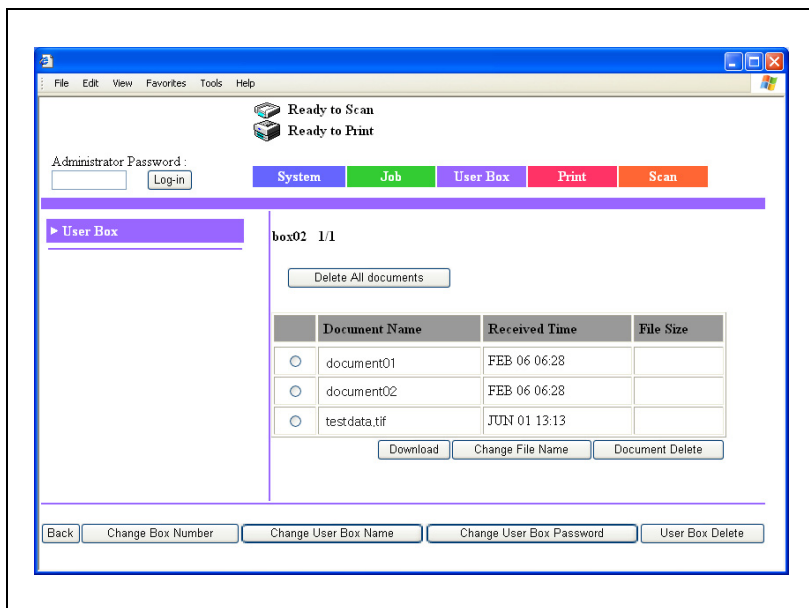 File Edit View Favorites Tools Help
Ready to Scan
Ready to Print
Administrator Password :
Log-in
System Job User Box Print Scan
User Box
box02 1/1
Delete All documents
Document Name Received Time File Size
document01 FEB 06 06:28
document02 FEB 06 06:28
testdata,tif JUN 01 13:13
Download Change File Name Document Delete
Back Change Box Number Change User Box Name Change User Box Password User Box Delete